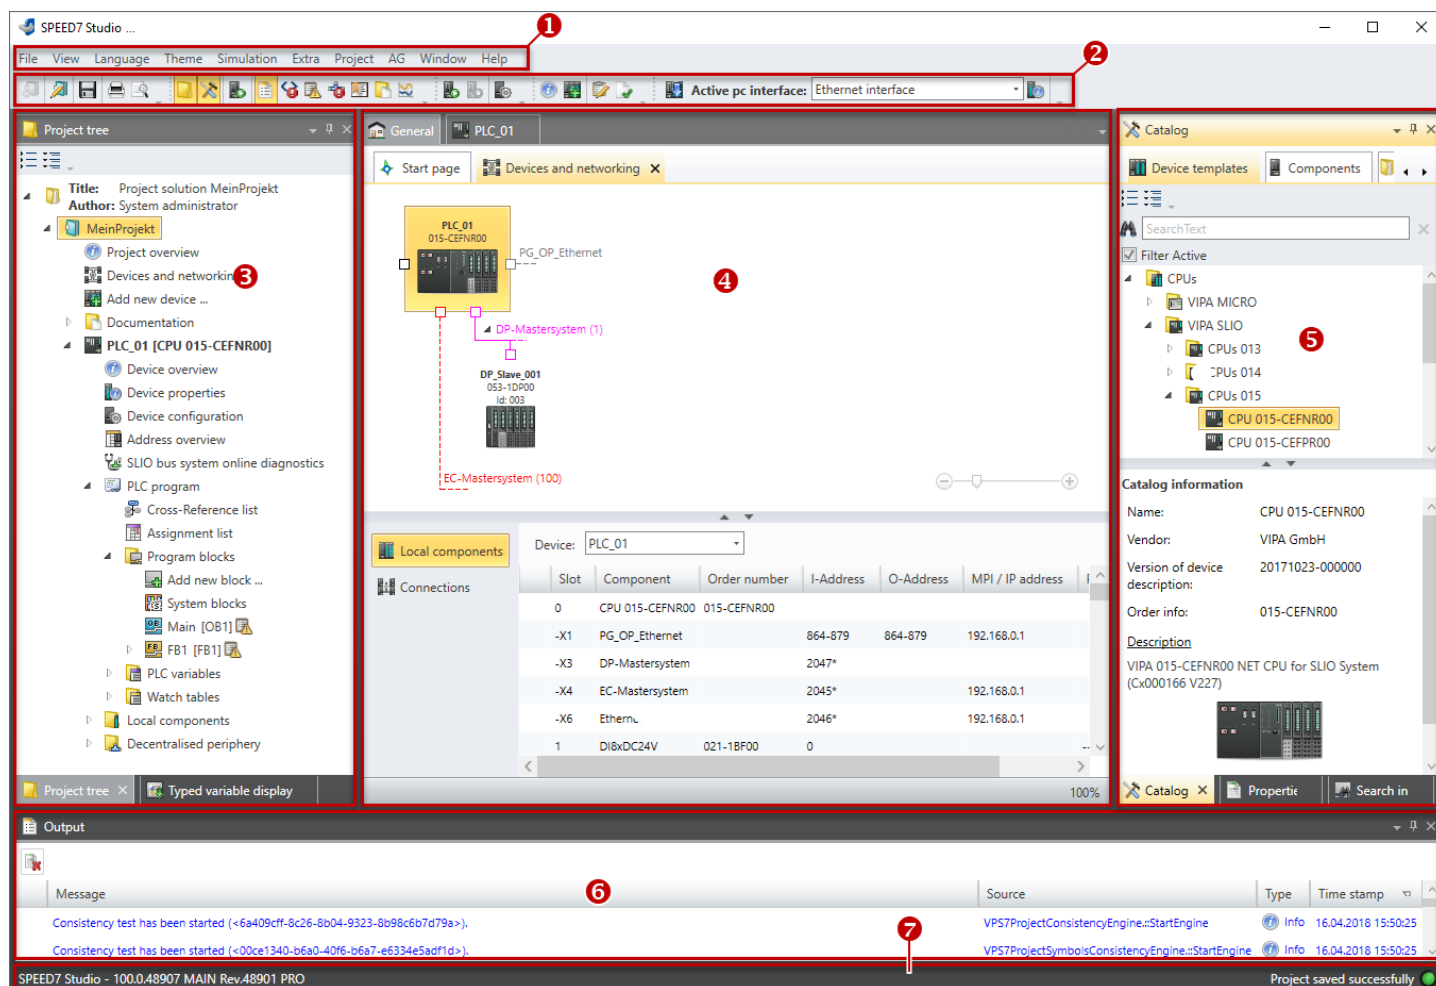 SPEED7 Studio ...
1
File View Language Theme Simulation Extra Project AG Window Help
2
Active pc interface: Ethernet interface
Project tree
Title: Project solution MeinProjekt
Author: System administrator
MeinProjekt
Project overview
Devices and networkin
3
Add new device ...
Documentation
PLC_01 [CPU 015-CEFNR00]
Device overview
Device properties
Device configuration
Address overview
SLIO bus system online diagnostics
PLC program
Cross-Reference list
Assignment list
Program blocks
Add new block ...
System blocks
Main [OB1]
FB1 [FB1]
PLC variables
Watch tables
Local components
Decentralised periphery
Project tree
Typed variable display
General
PLC_01
Start page
Devices and networking
PLC_01
015-CEFNR00
PG_OP_Ethernet
4
DP-Mastersystem (1)
DP_Slave_001
053-1DP00
Id: 003
EC-Mastersystem (100)
Local components
Connections
Device: PLC_01
Slot Component Order number I-Address O-Address MPI / IP address
0 CPU 015-CEFNR00 015-CEFNR00
-X1 PG_OP_Ethernet 864-879 864-879 192.168.0.1
-X3 DP-Mastersystem 2047*
-X4 EC-Mastersystem 2045* 192.168.0.1
-X6 Ethern 2046* 192.168.0.1
1 DI8xDC24V 021-1BF00 0 --
100%
Catalog
Device templates
Components
SearchText
Filter Active
CPUs
VIPA MICRO
VIPA SLIO
5
CPUs 013
CPUs 014
CPUs 015
CPU 015-CEFNR00
CPU 015-CEFPR00
Catalog information
Name: CPU 015-CEFNR00
Vendor: VIPA GmbH
Version of device description: 20171023-000000
Order info: 015-CEFNR00
Description
VIPA 015-CEFNR00 NET CPU for SLIO System
(Cx000166 V227)
Catalog
Propertie
Search in
Output
Message Source Type Time stamp
6
Consistency test has been started (<6a409cff-8c26-8b04-9323-8b98c6b7d79a>). VPS7ProjectConsistencyEngine::StartEngine Info 16.04.2018 15:50:25
Consistency test has been started (<00ce1340-b6a0-40f6-b6a7-e6334e5adf1d>). VPS7ProjectSymbolsConsistencyEngine::StartEngine Info 16.04.2018 15:50:25
7
SPEED7 Studio - 100.0.48907 MAIN Rev.48901 PRO
Project saved successfully